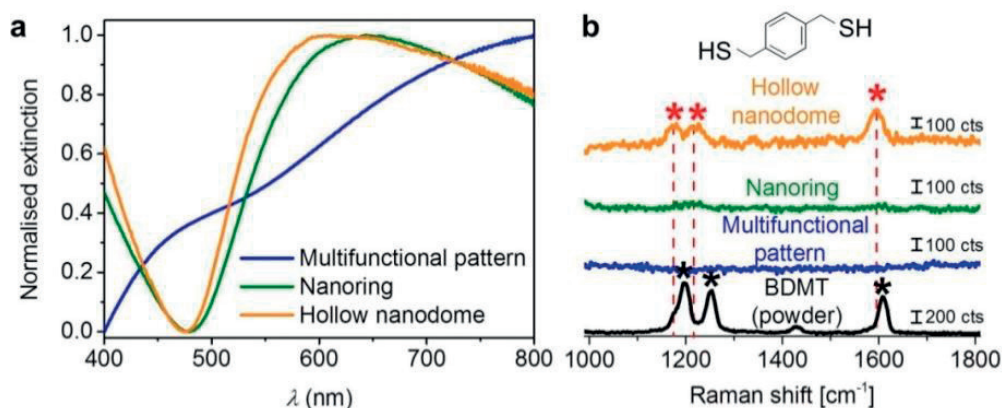 a
Normalised extinction
1.0
0.8
0.6
0.4
0.2
0.0
Multifunctional pattern
Nanoring
Hollow nanodome
400
500
600
700
800
λ (nm)
b
HS
SH
Hollow
nanodome
100 cts
Nanoring
100 cts
Multifunctional
pattern
100 cts
BDMT
(powder)
200 cts
1000
1200
1400
1600
1800
Raman shift [cm⁻¹]